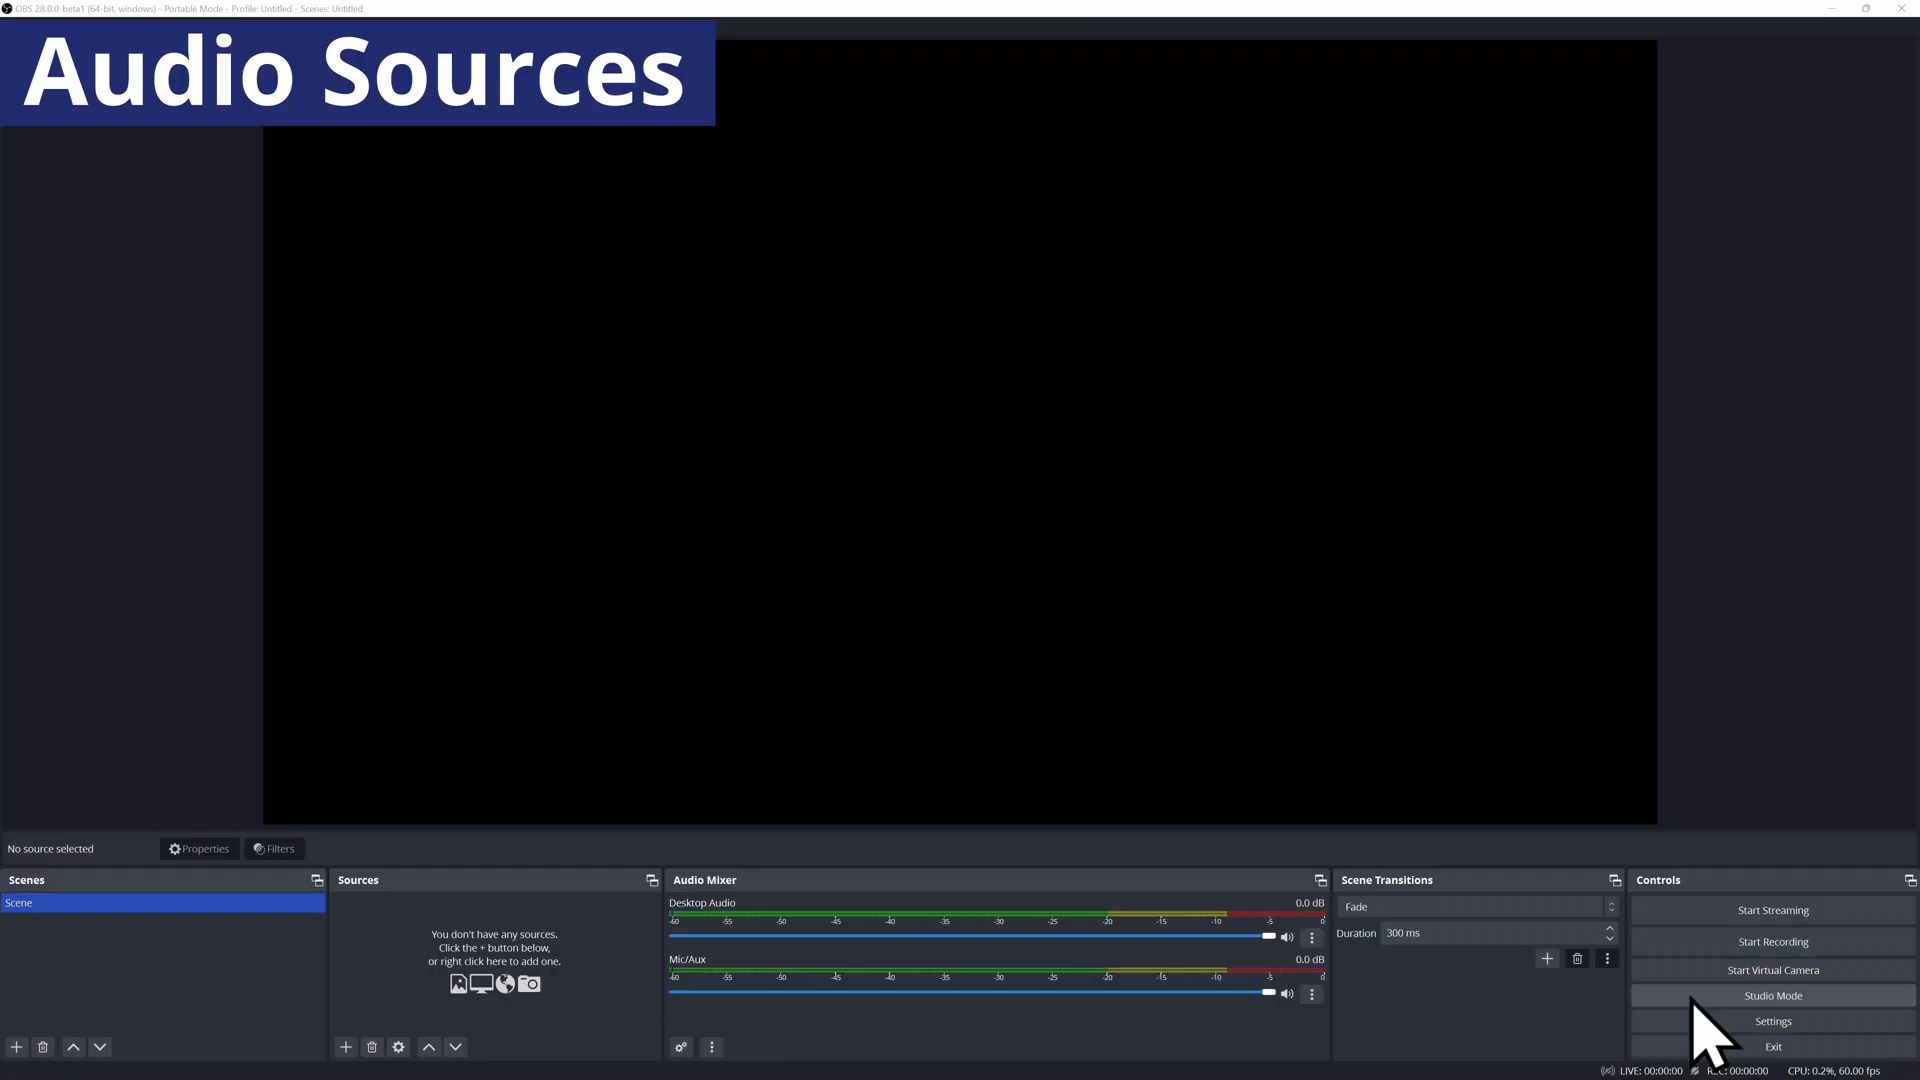 OBS 28.0.0-beta1 (64-bit, windows) - Portable Mode - Profile: Untitled - Scenes: Untitled
Audio Sources
No source selected
Properties
Filters
Scenes
Scene
Sources
You don't have any sources.
Click the + button below,
or right click here to add one.
Audio Mixer
Desktop Audio 0.0 dB
-60 -55 -50 -45 -40 -35 -30 -25 -20 -15 -10 -5 0
Mic/Aux 0.0 dB
-60 -55 -50 -45 -40 -35 -30 -25 -20 -15 -10 -5 0
Scene Transitions
Fade
Duration 300 ms
Controls
Start Streaming
Start Recording
Start Virtual Camera
Studio Mode
Settings
Exit
LIVE: 00:00:00 REC: 00:00:00 CPU: 0.2%, 60.00 fps